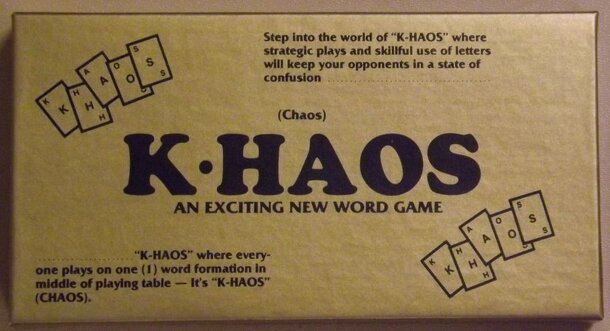 Step into the world of "K-HAOS" where
strategic plays and skillful use of letters
will keep your opponents in a state of
confusion ........................................
(Chaos)
K·HAOS
AN EXCITING NEW WORD GAME
........................ "K-HAOS" where every-
one plays on one (1) word formation in
middle of playing table — It's "K-HAOS"
(CHAOS).
K H A O S
K H A O S